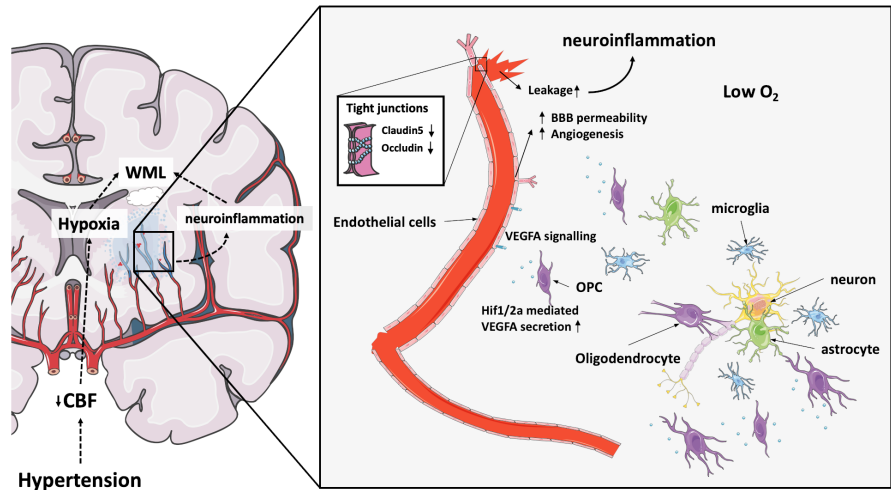 WML
Hypoxia
neuroinflammation
↓CBF
Hypertension
neuroinflammation
Leakage↑
Low O₂
Tight junctions
Claudin5 ↓
Occludin ↓
↑ BBB permeability
↑ Angiogenesis
Endothelial cells
VEGFA signalling
microglia
OPC
Hif1/2a mediated
VEGFA secretion ↑
neuron
Oligodendrocyte
astrocyte